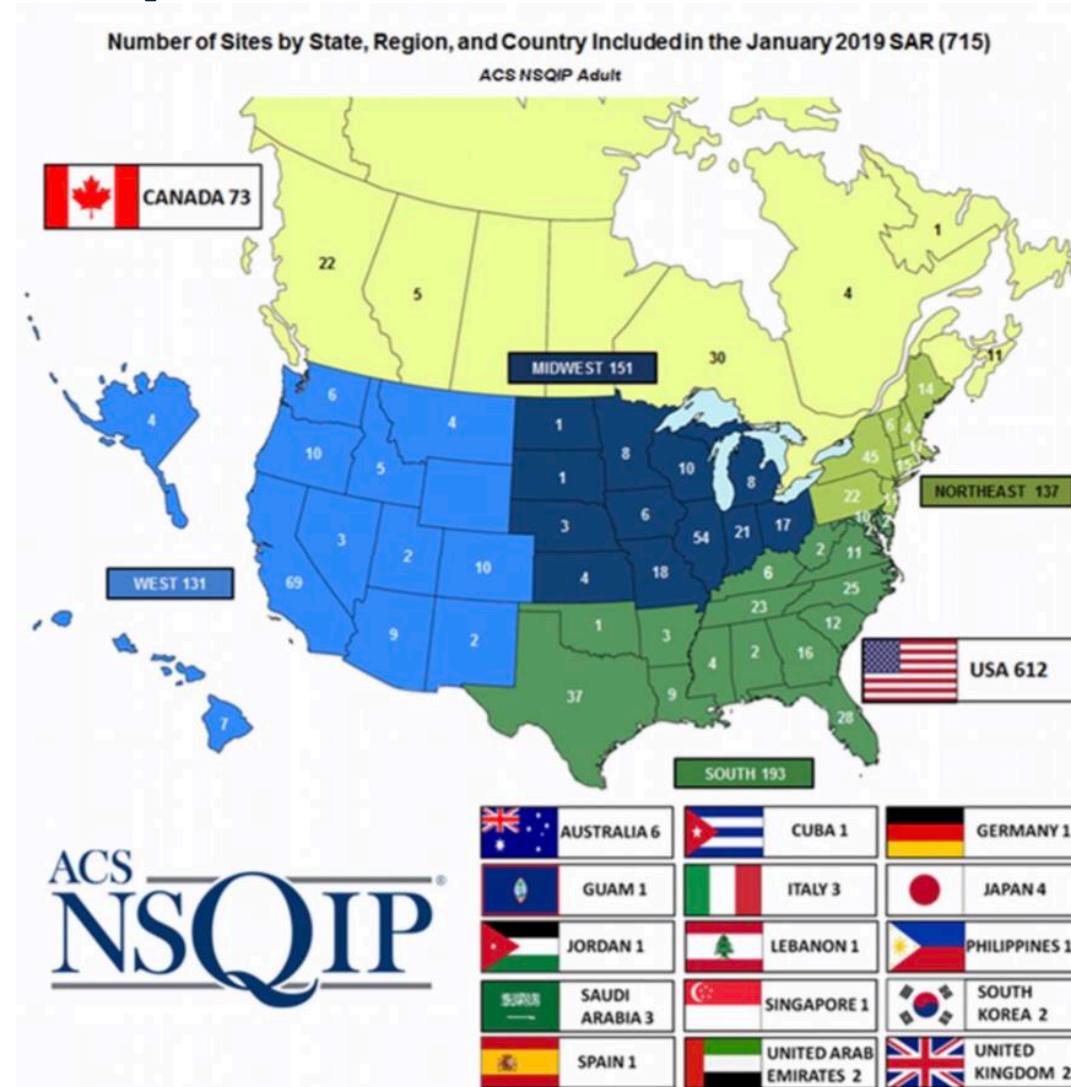 Number of Sites by State, Region, and Country Included in the January 2019 SAR (715)
ACS NSQIP Adult
CANADA 73
22
5
30
4
1
11
MIDWEST 151
4
6
4
10
5
3
2
10
69
9
2
7
WEST 131
1
8
10
8
1
6
3
54
21
17
4
18
14
6
4
45
22
NORTHEAST 137
10
2
11
6
25
23
12
1
3
4
2
16
37
9
28
USA 612
SOUTH 193
ACS
NSQIP®
AUSTRALIA 6
CUBA 1
GERMANY 1
GUAM 1
ITALY 3
JAPAN 4
JORDAN 1
LEBANON 1
PHILIPPINES 1
SAUDI
ARABIA 3
SINGAPORE 1
SOUTH
KOREA 2
SPAIN 1
UNITED ARAB
EMIRATES 2
UNITED
KINGDOM 2